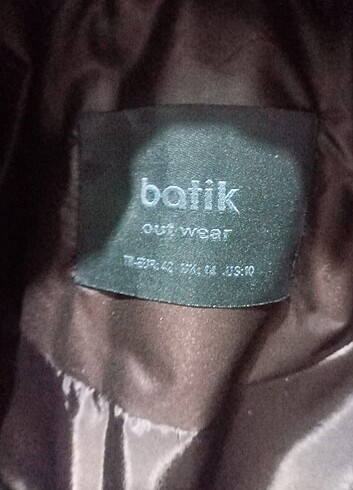 batik
out wear
TR-EUR: 42 UK: 14 .US:10